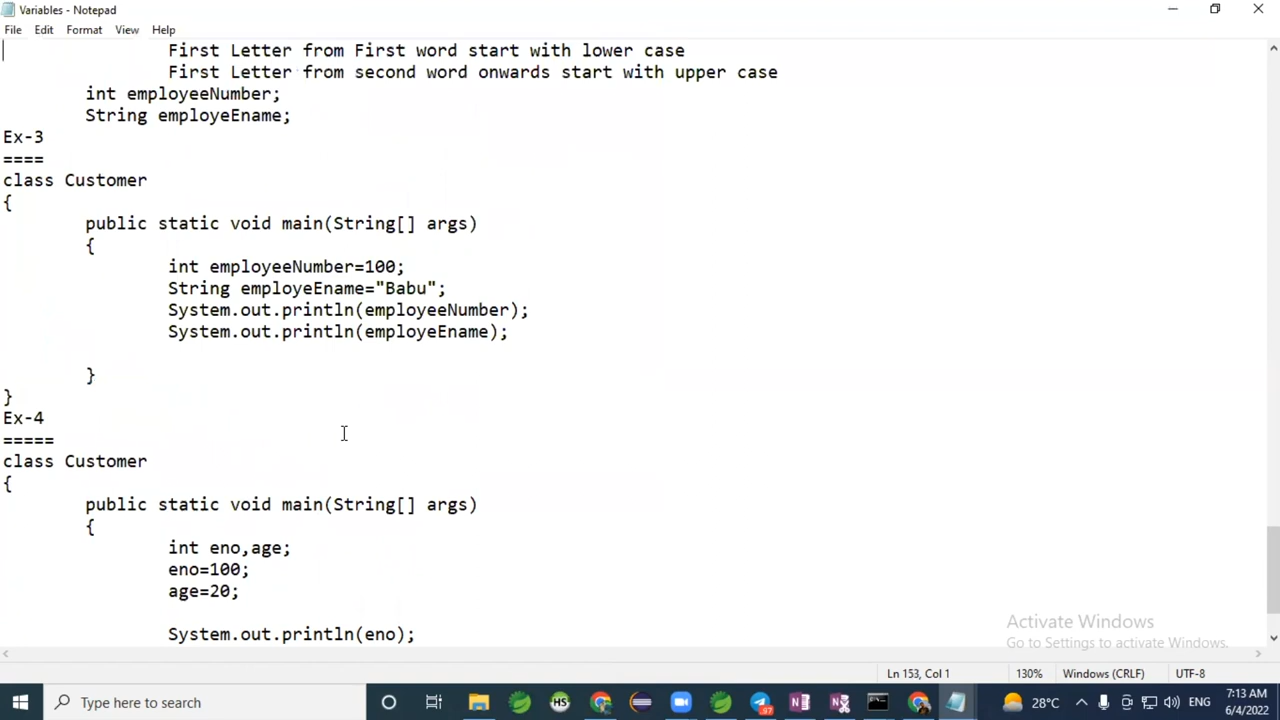 Variables - Notepad
File Edit Format View Help
First Letter from First word start with lower case
First Letter from second word onwards start with upper case
int employeeNumber;
String employeEname;
Ex-3
====
class Customer
{
public static void main(String[] args)
{
int employeeNumber=100;
String employeEname="Babu";
System.out.println(employeeNumber);
System.out.println(employeEname);
}
}
Ex-4
=====
class Customer
{
public static void main(String[] args)
{
int eno,age;
eno=100;
age=20;
System.out.println(eno);
Activate Windows
Go to Settings to activate Windows.
Ln 153, Col 1 130% Windows (CRLF) UTF-8
Type here to search HS 97 28°C ENG 7:13 AM
6/4/2022